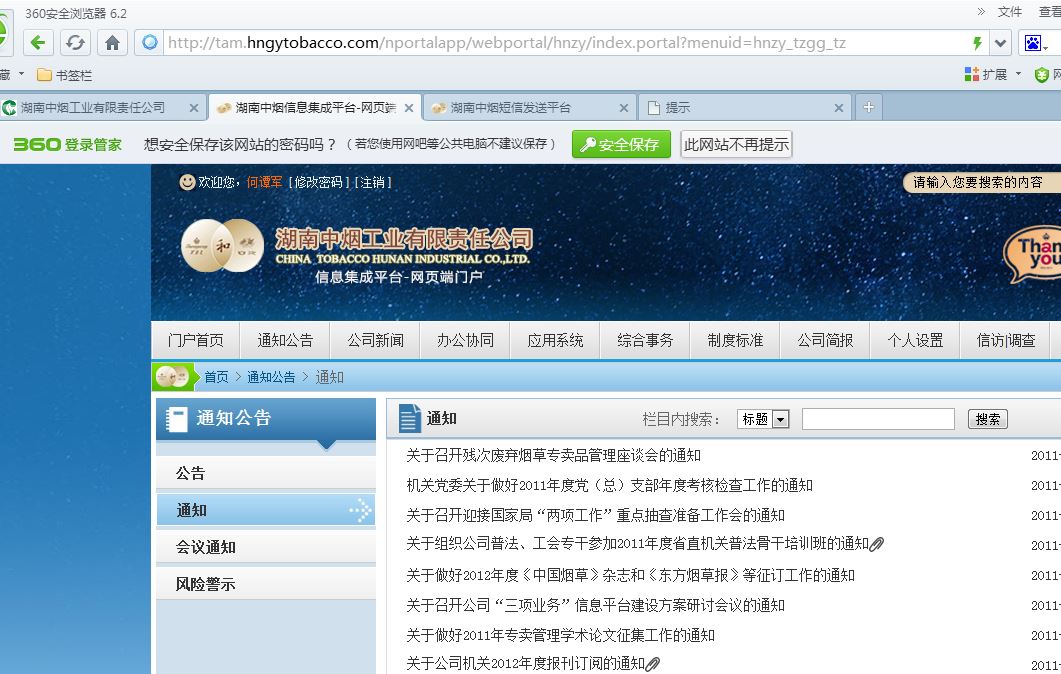 360安全浏览器 6.2
文件 查看
http://tam.hngytobacco.com/nportalapp/webportal/hnzy/index.portal?menuid=hnzy_tzgg_tz
藏 书签栏 扩展 网
湖南中烟工业有限责任公司 湖南中烟信息集成平台-网页端 湖南中烟短信发送平台 提示
360登录管家 想安全保存该网站的密码吗？（若您使用网吧等公共电脑不建议保存） 安全保存 此网站不再提示
欢迎您，何谭军 [修改密码] [注销]
请输入您要搜索的内容
和
湖南中烟工业有限责任公司
CHINA TOBACCO HUNAN INDUSTRIAL CO.,LTD.
信息集成平台-网页端门户
Than
you
门户首页 通知公告 公司新闻 办公协同 应用系统 综合事务 制度标准 公司简报 个人设置 信访|调查
首页 > 通知公告 > 通知
通知公告
公告
通知
会议通知
风险警示
通知 栏目内搜索： 标题 搜索
关于召开残次废弃烟草专卖品管理座谈会的通知 2011-
机关党委关于做好2011年度党（总）支部年度考核检查工作的通知 2011-
关于召开迎接国家局“两项工作”重点抽查准备工作会的通知 2011-
关于组织公司普法、工会专干参加2011年度省直机关普法骨干培训班的通知 2011-
关于做好2012年度《中国烟草》杂志和《东方烟草报》等征订工作的通知 2011-
关于召开公司“三项业务”信息平台建设方案研讨会议的通知 2011-
关于做好2011年专卖管理学术论文征集工作的通知 2011-
关于公司机关2012年度报刊订阅的通知 2011-